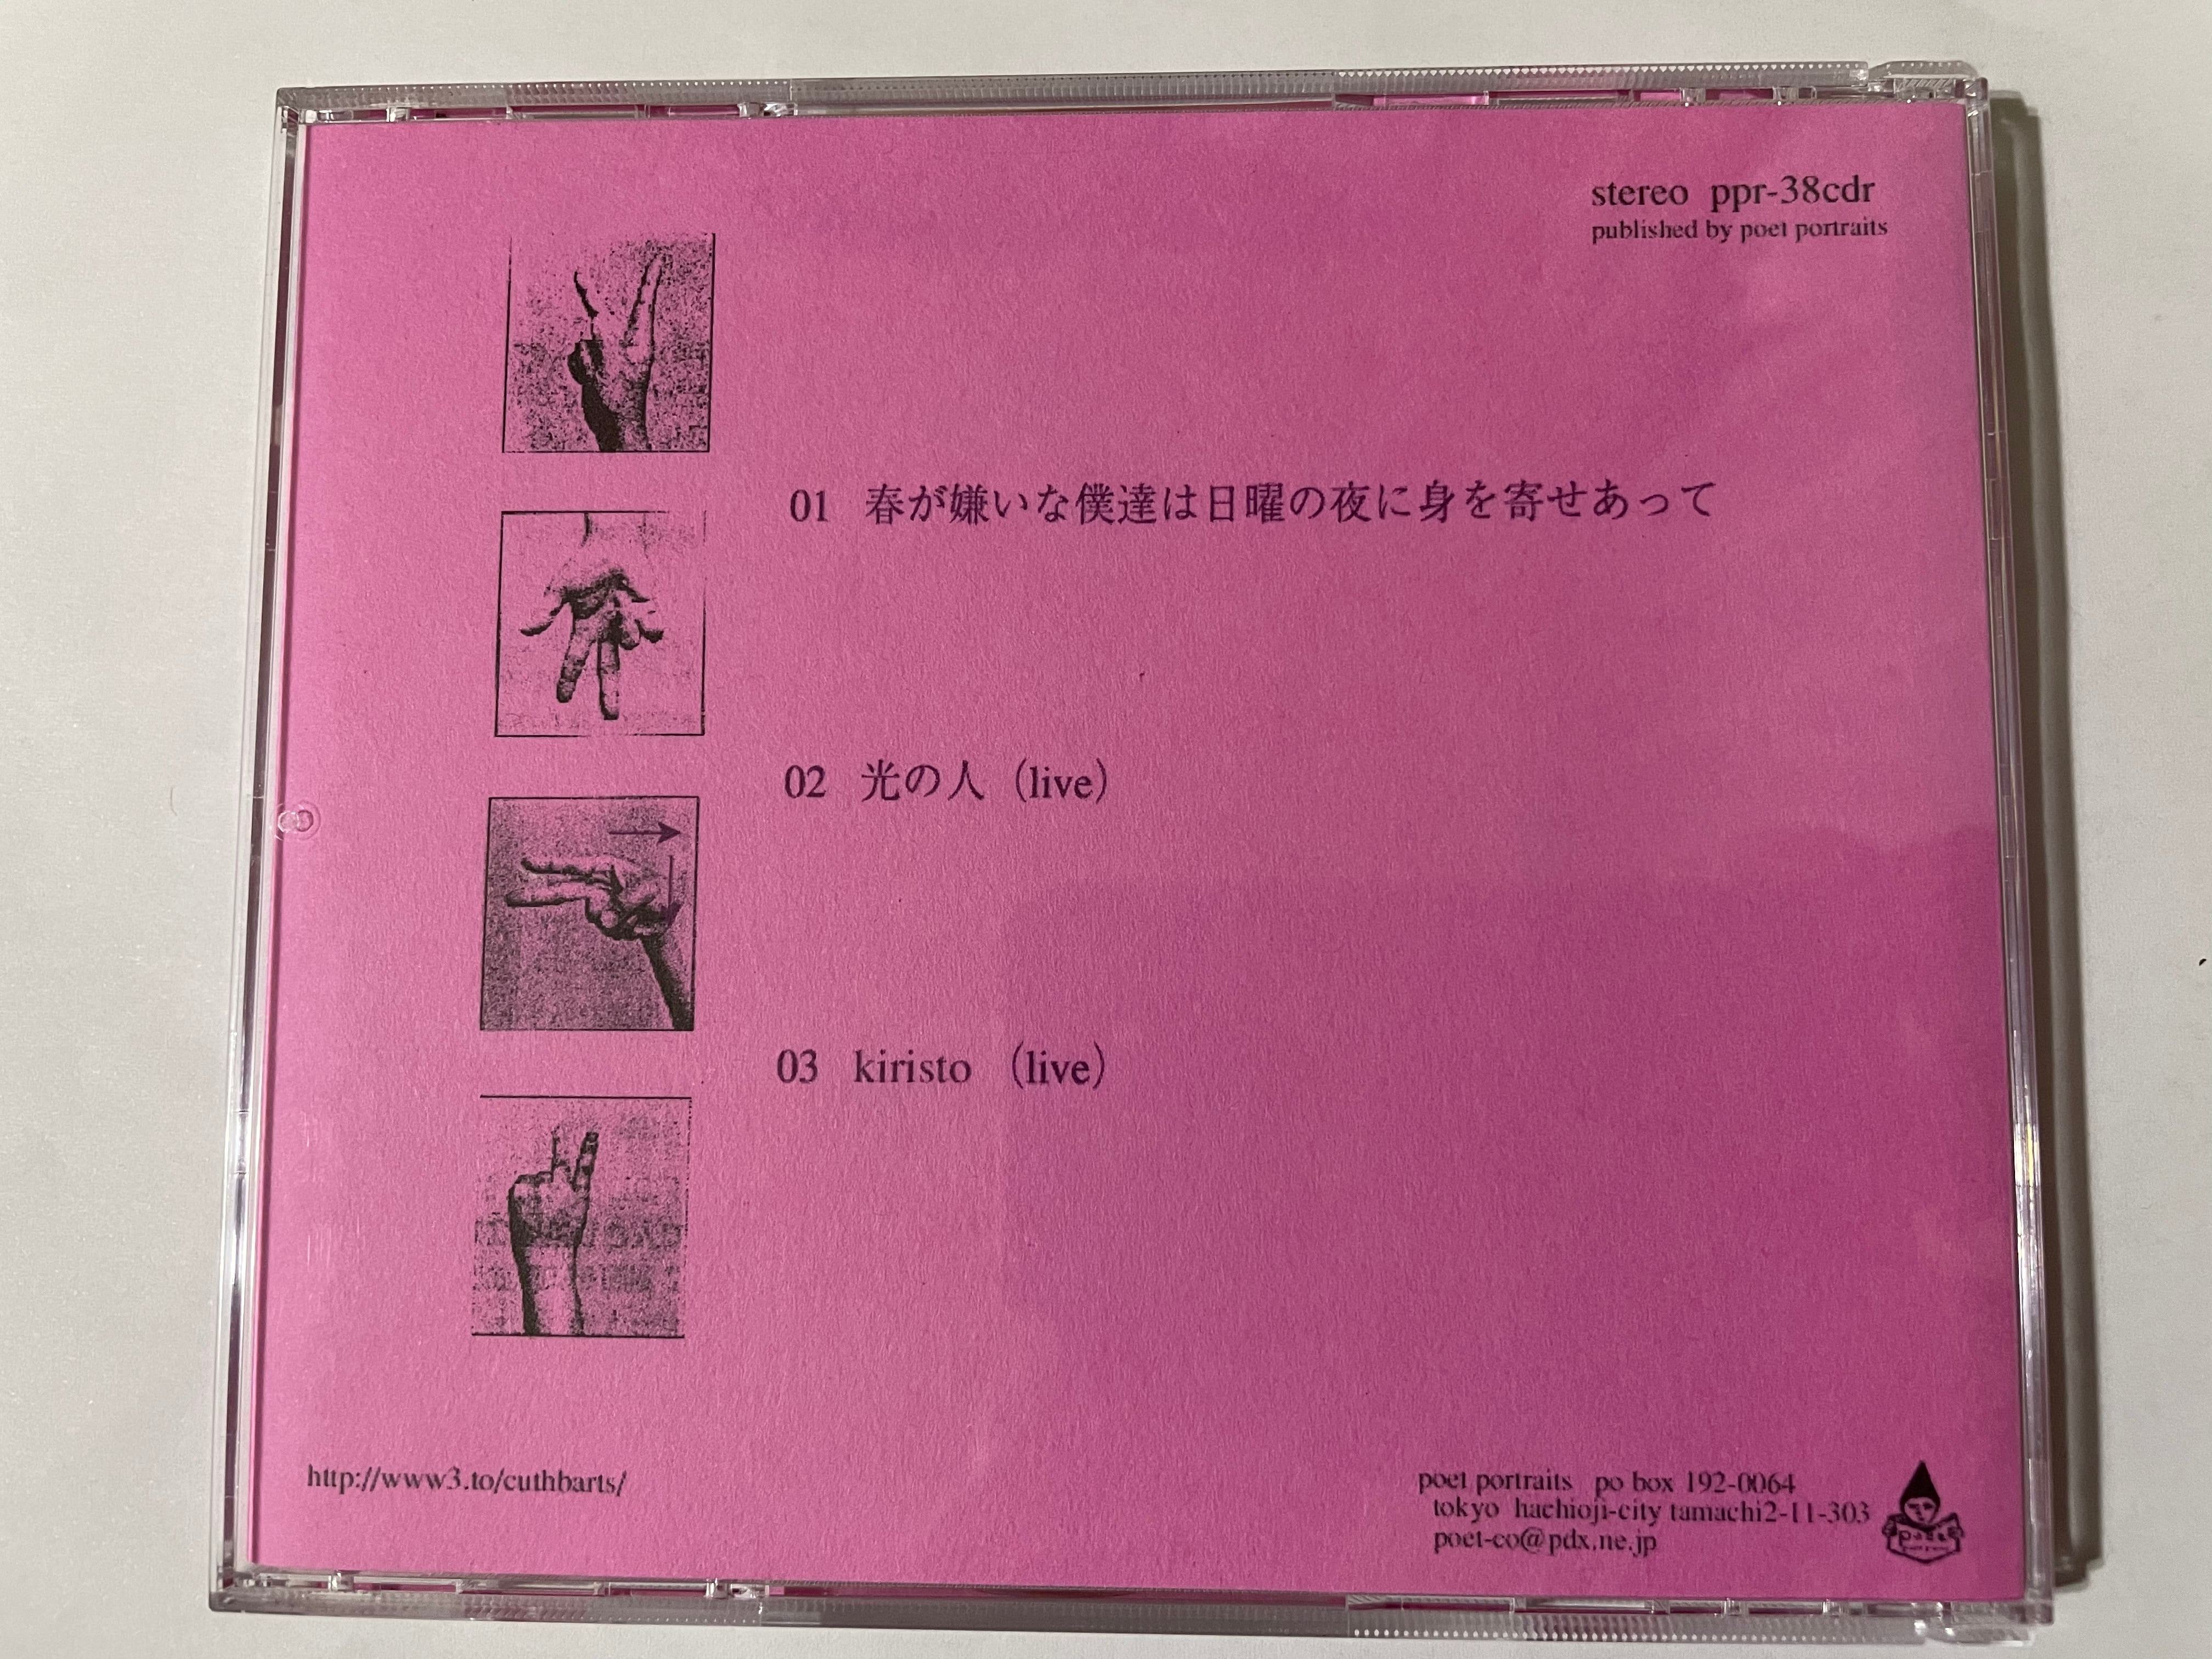 stereo ppr-38cdr
published by poet portraits
01 春が嫌いな僕達は日曜の夜に身を寄せあって
02 光の人（live）
03 kiristo （live）
http://www3.to/cuthbarts/
poet portraits po box 192-0064
tokyo hachioji-city tamachi2-11-303
poet-co@pdx.ne.jp